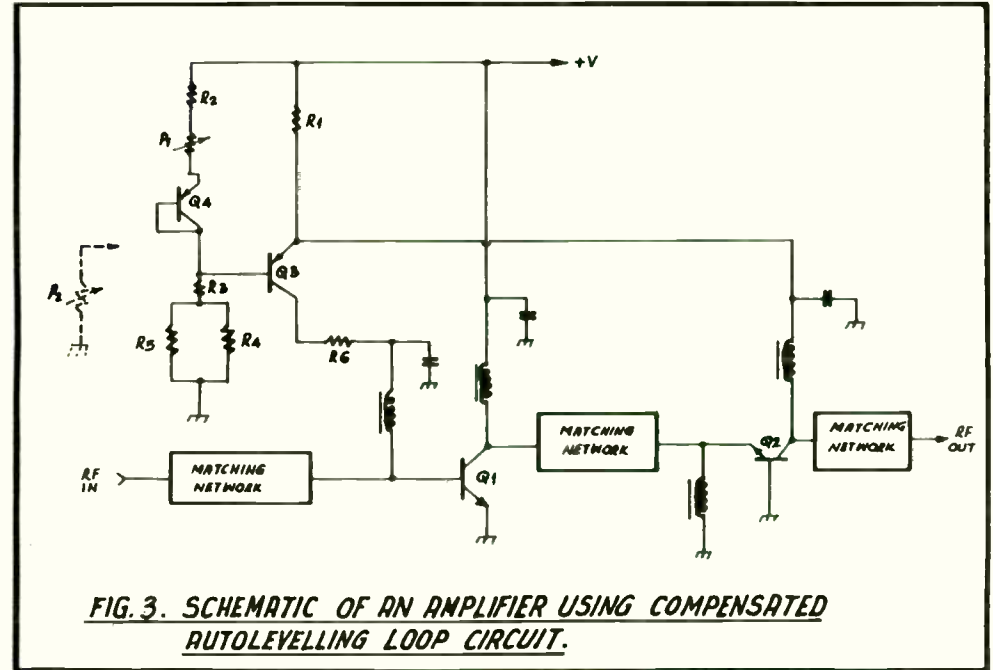 +V
R2
R1
P1
Q4
Q3
P2
R3
R5
R4
R6
RF IN
MATCHING NETWORK
Q1
MATCHING NETWORK
Q2
MATCHING NETWORK
RF OUT
FIG. 3. SCHEMATIC OF AN AMPLIFIER USING COMPENSATED
AUTOLEVELLING LOOP CIRCUIT.